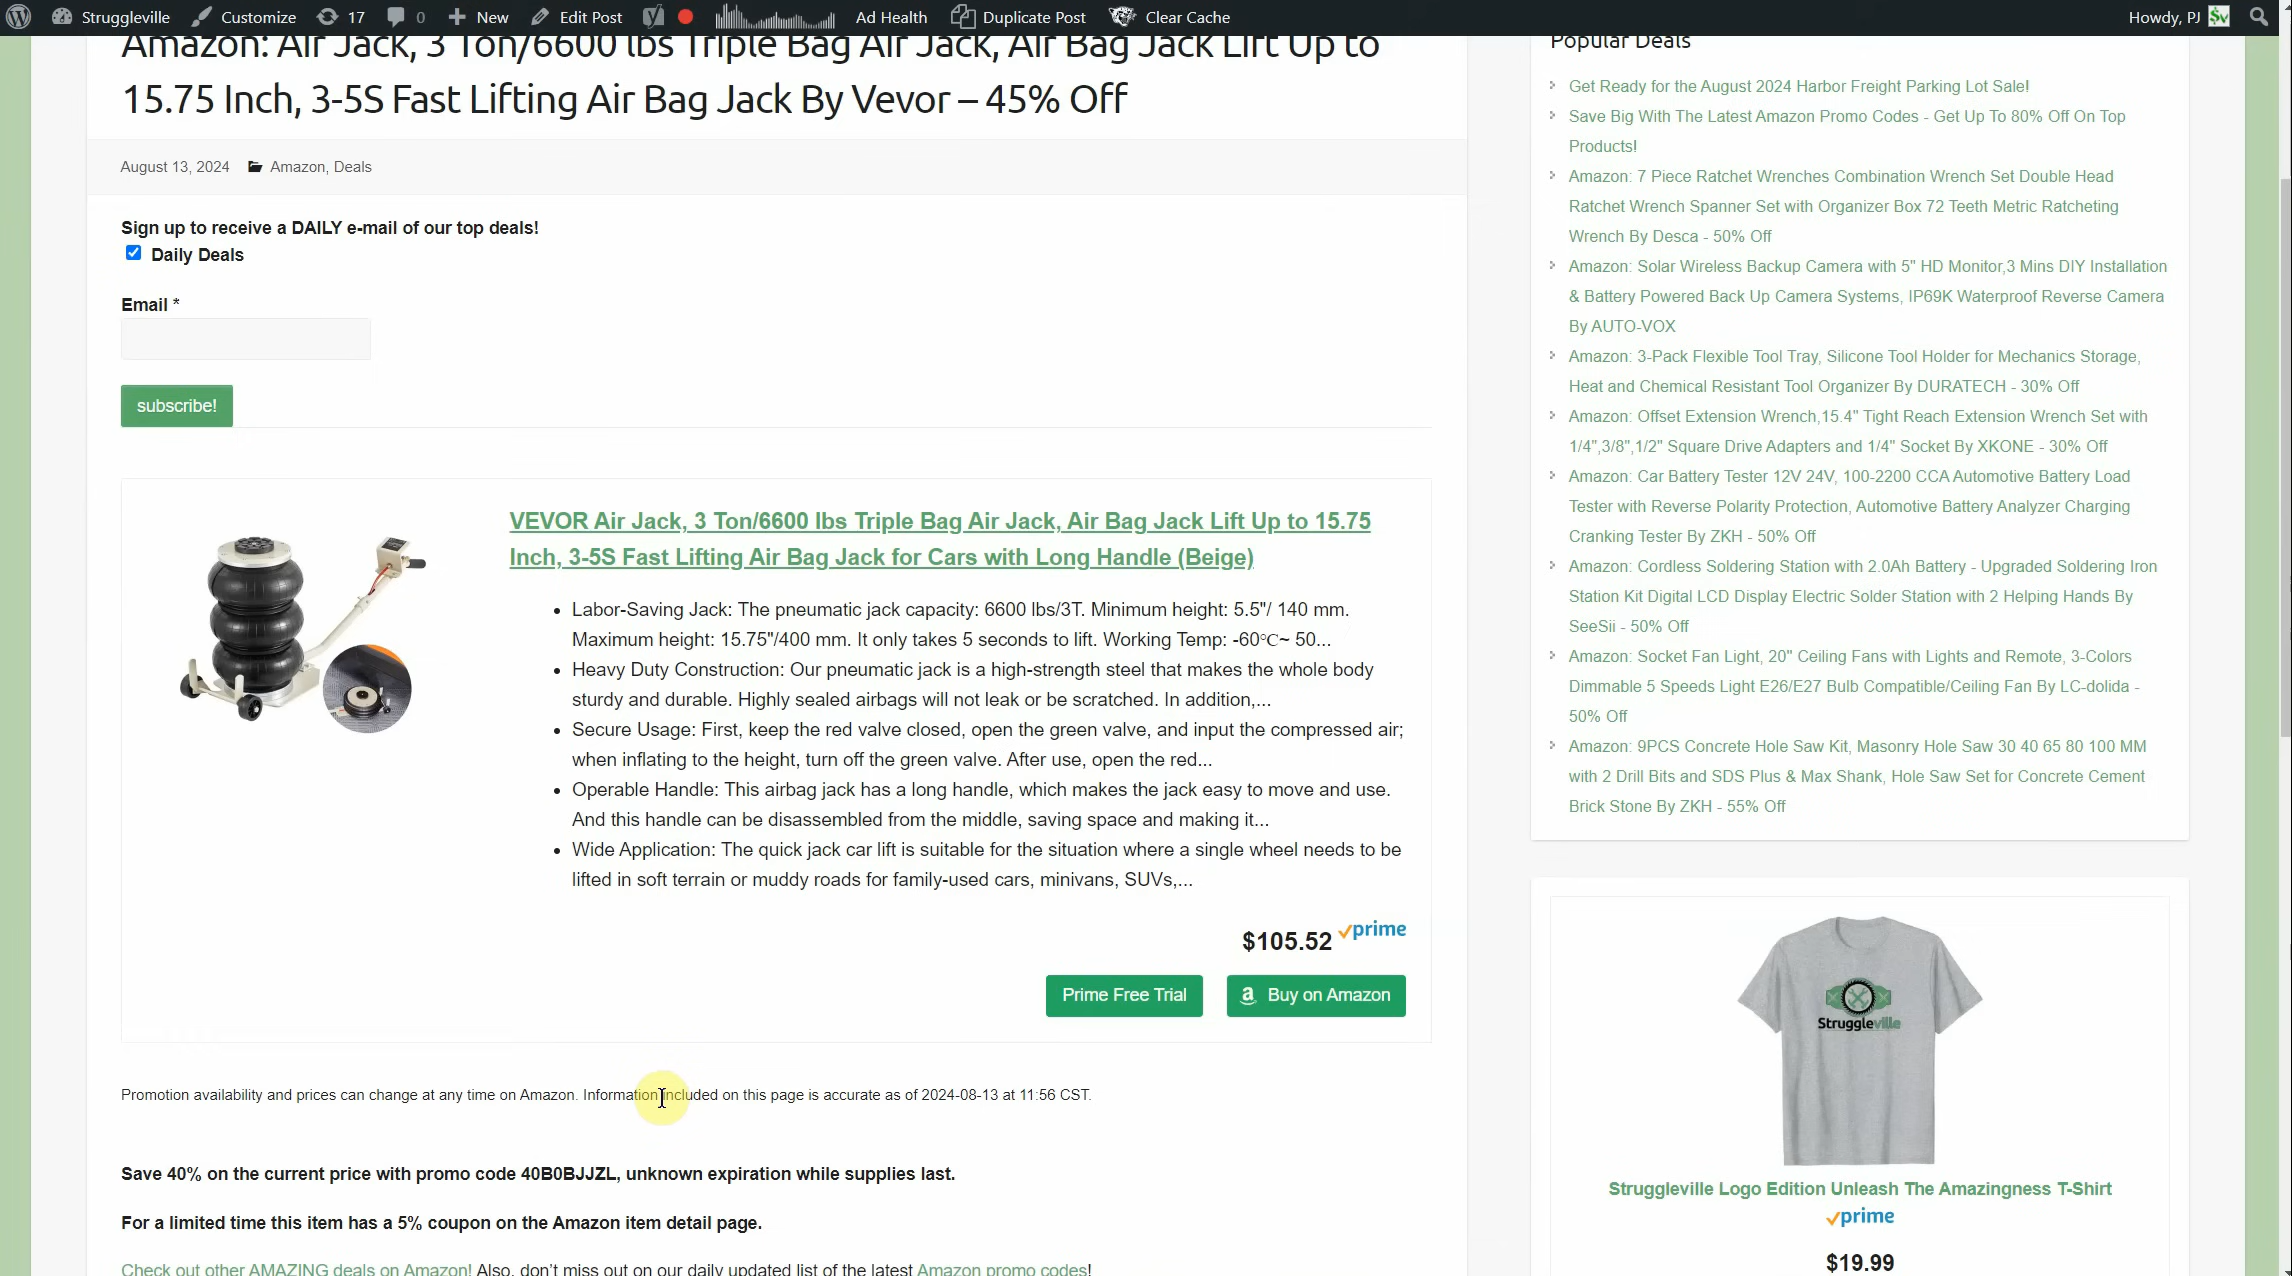 Struggleville Customize 17 0 New Edit Post Ad Health Duplicate Post Clear Cache Howdy, PJ
Amazon: Air Jack, 3 Ton/6600 lbs Triple Bag Air Jack, Air Bag Jack Lift Up to
15.75 Inch, 3-5S Fast Lifting Air Bag Jack By Vevor – 45% Off
August 13, 2024 Amazon, Deals
Sign up to receive a DAILY e-mail of our top deals!
Daily Deals
Email *
subscribe!
VEVOR Air Jack, 3 Ton/6600 lbs Triple Bag Air Jack, Air Bag Jack Lift Up to 15.75
Inch, 3-5S Fast Lifting Air Bag Jack for Cars with Long Handle (Beige)
Labor-Saving Jack: The pneumatic jack capacity: 6600 lbs/3T. Minimum height: 5.5"/ 140 mm.
Maximum height: 15.75"/400 mm. It only takes 5 seconds to lift. Working Temp: -60℃~ 50...
Heavy Duty Construction: Our pneumatic jack is a high-strength steel that makes the whole body
sturdy and durable. Highly sealed airbags will not leak or be scratched. In addition,...
Secure Usage: First, keep the red valve closed, open the green valve, and input the compressed air;
when inflating to the height, turn off the green valve. After use, open the red...
Operable Handle: This airbag jack has a long handle, which makes the jack easy to move and use.
And this handle can be disassembled from the middle, saving space and making it...
Wide Application: The quick jack car lift is suitable for the situation where a single wheel needs to be
lifted in soft terrain or muddy roads for family-used cars, minivans, SUVs,...
$105.52 prime
Prime Free Trial Buy on Amazon
Promotion availability and prices can change at any time on Amazon. Information included on this page is accurate as of 2024-08-13 at 11:56 CST.
Save 40% on the current price with promo code 40B0BJJZL, unknown expiration while supplies last.
For a limited time this item has a 5% coupon on the Amazon item detail page.
Check out other AMAZING deals on Amazon! Also, don't miss out on our daily updated list of the latest Amazon promo codes!
Popular Deals
Get Ready for the August 2024 Harbor Freight Parking Lot Sale!
Save Big With The Latest Amazon Promo Codes - Get Up To 80% Off On Top
Products!
Amazon: 7 Piece Ratchet Wrenches Combination Wrench Set Double Head
Ratchet Wrench Spanner Set with Organizer Box 72 Teeth Metric Ratcheting
Wrench By Desca - 50% Off
Amazon: Solar Wireless Backup Camera with 5" HD Monitor,3 Mins DIY Installation
& Battery Powered Back Up Camera Systems, IP69K Waterproof Reverse Camera
By AUTO-VOX
Amazon: 3-Pack Flexible Tool Tray, Silicone Tool Holder for Mechanics Storage,
Heat and Chemical Resistant Tool Organizer By DURATECH - 30% Off
Amazon: Offset Extension Wrench,15.4" Tight Reach Extension Wrench Set with
1/4",3/8",1/2" Square Drive Adapters and 1/4" Socket By XKONE - 30% Off
Amazon: Car Battery Tester 12V 24V, 100-2200 CCA Automotive Battery Load
Tester with Reverse Polarity Protection, Automotive Battery Analyzer Charging
Cranking Tester By ZKH - 50% Off
Amazon: Cordless Soldering Station with 2.0Ah Battery - Upgraded Soldering Iron
Station Kit Digital LCD Display Electric Solder Station with 2 Helping Hands By
SeeSii - 50% Off
Amazon: Socket Fan Light, 20" Ceiling Fans with Lights and Remote, 3-Colors
Dimmable 5 Speeds Light E26/E27 Bulb Compatible/Ceiling Fan By LC-dolida -
50% Off
Amazon: 9PCS Concrete Hole Saw Kit, Masonry Hole Saw 30 40 65 80 100 MM
with 2 Drill Bits and SDS Plus & Max Shank, Hole Saw Set for Concrete Cement
Brick Stone By ZKH - 55% Off
Struggleville
Struggleville Logo Edition Unleash The Amazingness T-Shirt
prime
$19.99